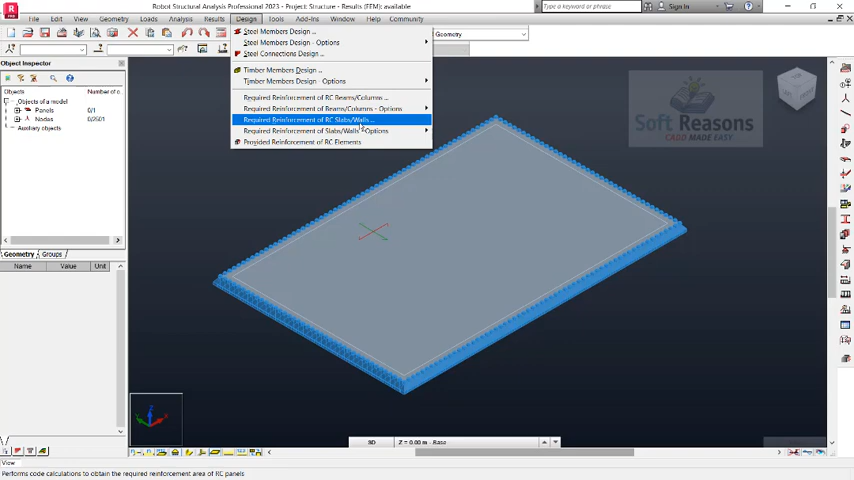 Robot Structural Analysis Professional 2023 - Project: Structure - Results (FEM): available
Type a keyword or phrase
Sign In
File Edit View Geometry Loads Analysis Results Design Tools Add-Ins Window Help Community
Steel Members Design ...
Steel Members Design - Options
Steel Connections Design ...
Timber Members Design ...
Timber Members Design - Options
Required Reinforcement of RC Beams/Columns ...
Required Reinforcement of Beams/Columns - Options
Required Reinforcement of RC Slabs/Walls ...
Required Reinforcement of Slabs/Walls - Options
Provided Reinforcement of RC Elements
Geometry
Object Inspector
Objects Number of c
Objects of a model
Panels 0/1
Nodes 0/2601
Auxiliary objects
Geometry Groups
Name Value Unit
Soft Reasons
3D Z = 0.00 m - Base
View
Performs code calculations to obtain the required reinforcement area of RC panels